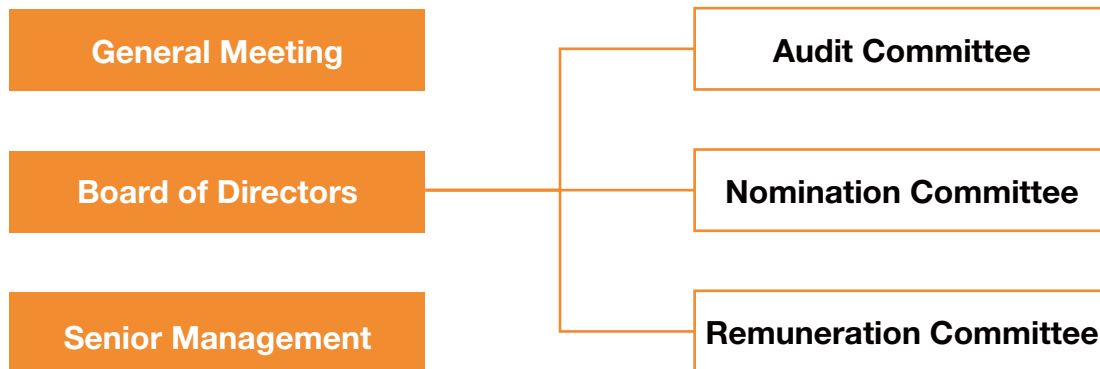 General Meeting
Audit Committee
Board of Directors
Nomination Committee
Senior Management
Remuneration Committee